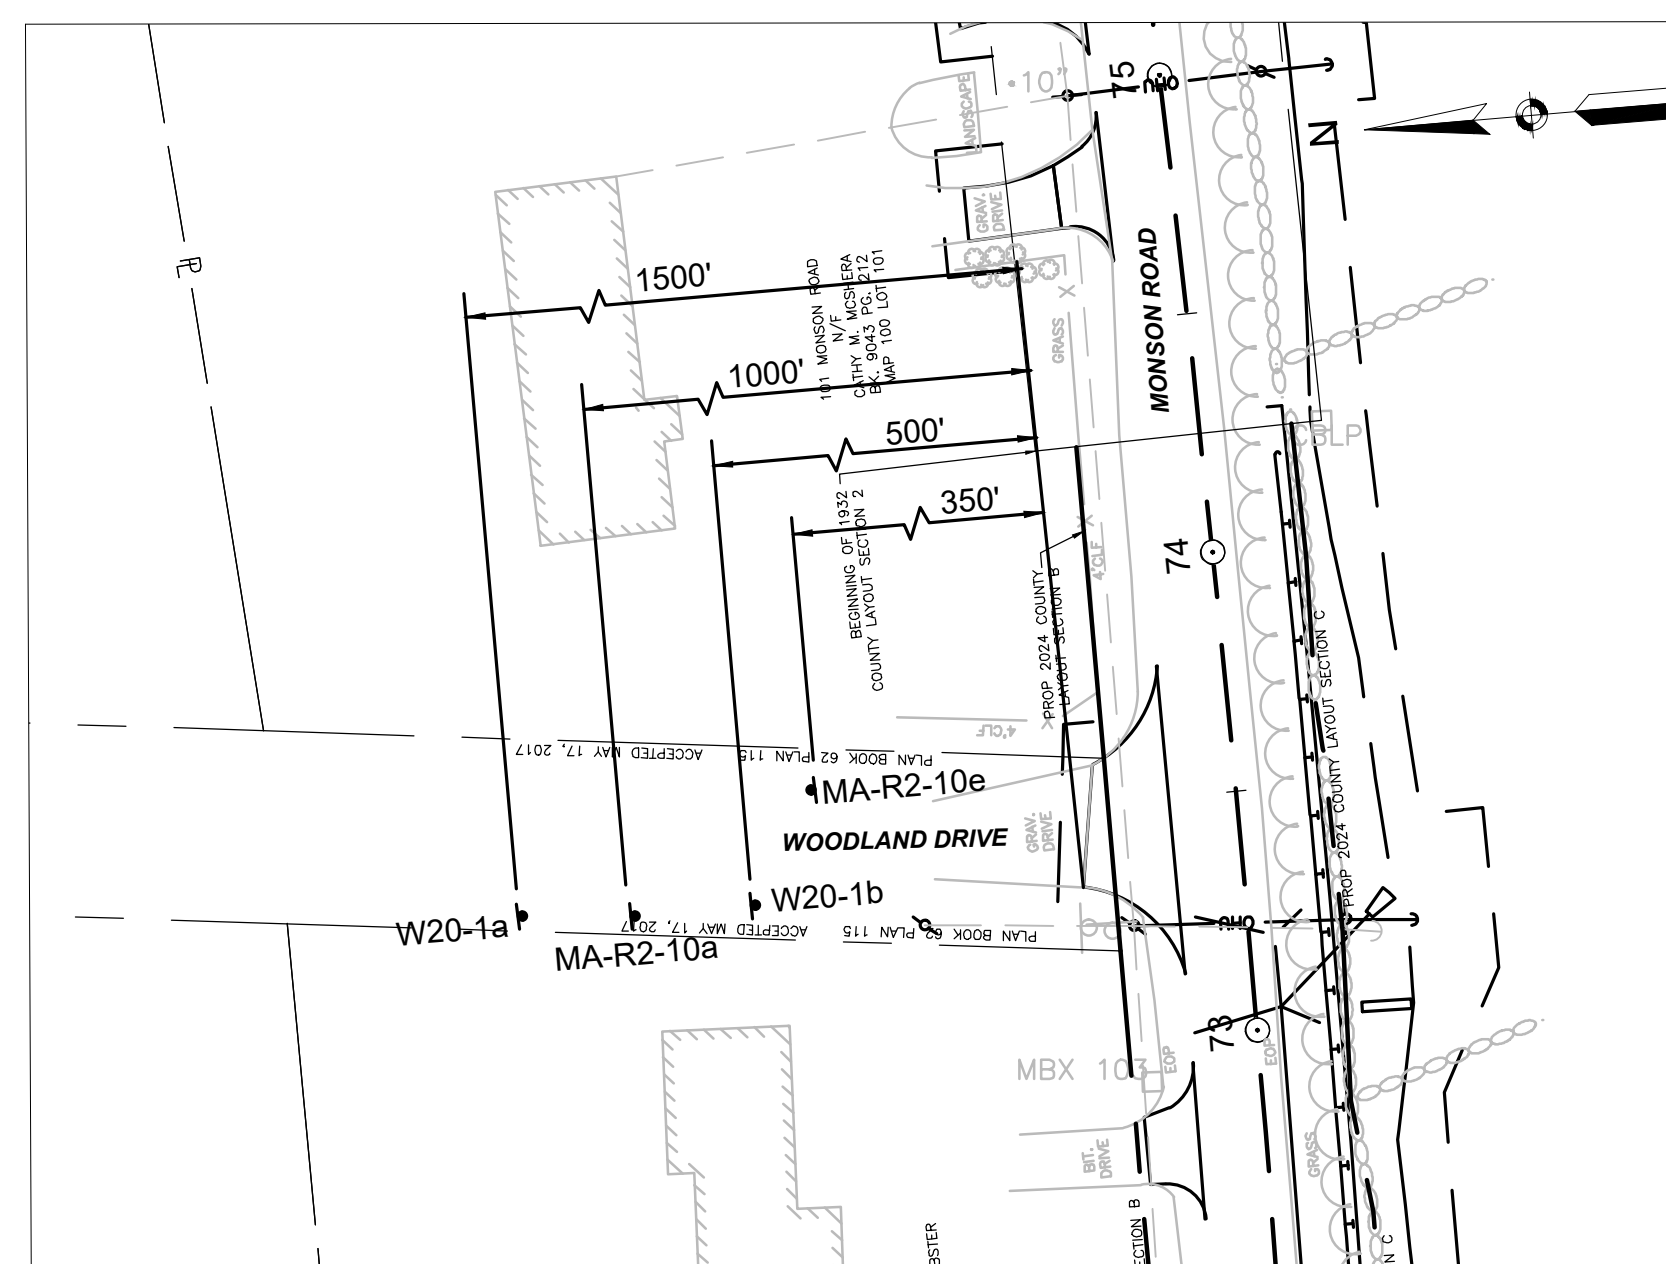 75
10"
LANDSCAPE
OHU
N
PL
GRAV.
DRIVE
1500'
101 MONSON ROAD
N/F
CATHY M. MCSHERA
BK. 9043 PG. 212
MAP 100 LOT 101
MONSON ROAD
X
GRASS
1000'
500'
CBLP
350'
BEGINNING OF 1932
COUNTY LAYOUT SECTION 2
X
4'CLF
74
PROP 2024 COUNTY
LAYOUT SECTION B
PROP 2024 COUNTY LAYOUT SECTION C
4'CLF
X
PLAN BOOK 62 PLAN 115 ACCEPTED MAY 17, 2017
MA-R2-10e
WOODLAND DRIVE
GRAV.
DRIVE
W20-1b
W20-1a
MA-R2-10a
PLAN BOOK 62 PLAN 115 ACCEPTED MAY 17, 2017
OHU
73
MBX 103
EOP
EOP
BIT.
DRIVE
GRASS
BSTER
ECTION B
N C